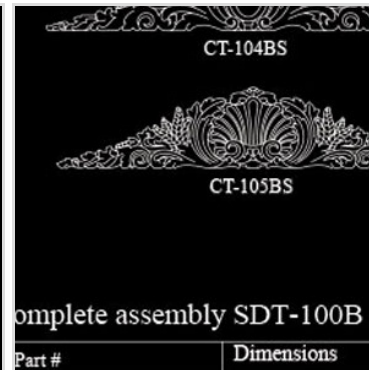 CT-104BS
CT-105BS
omplete assembly SDT-100B
Part # Dimensions